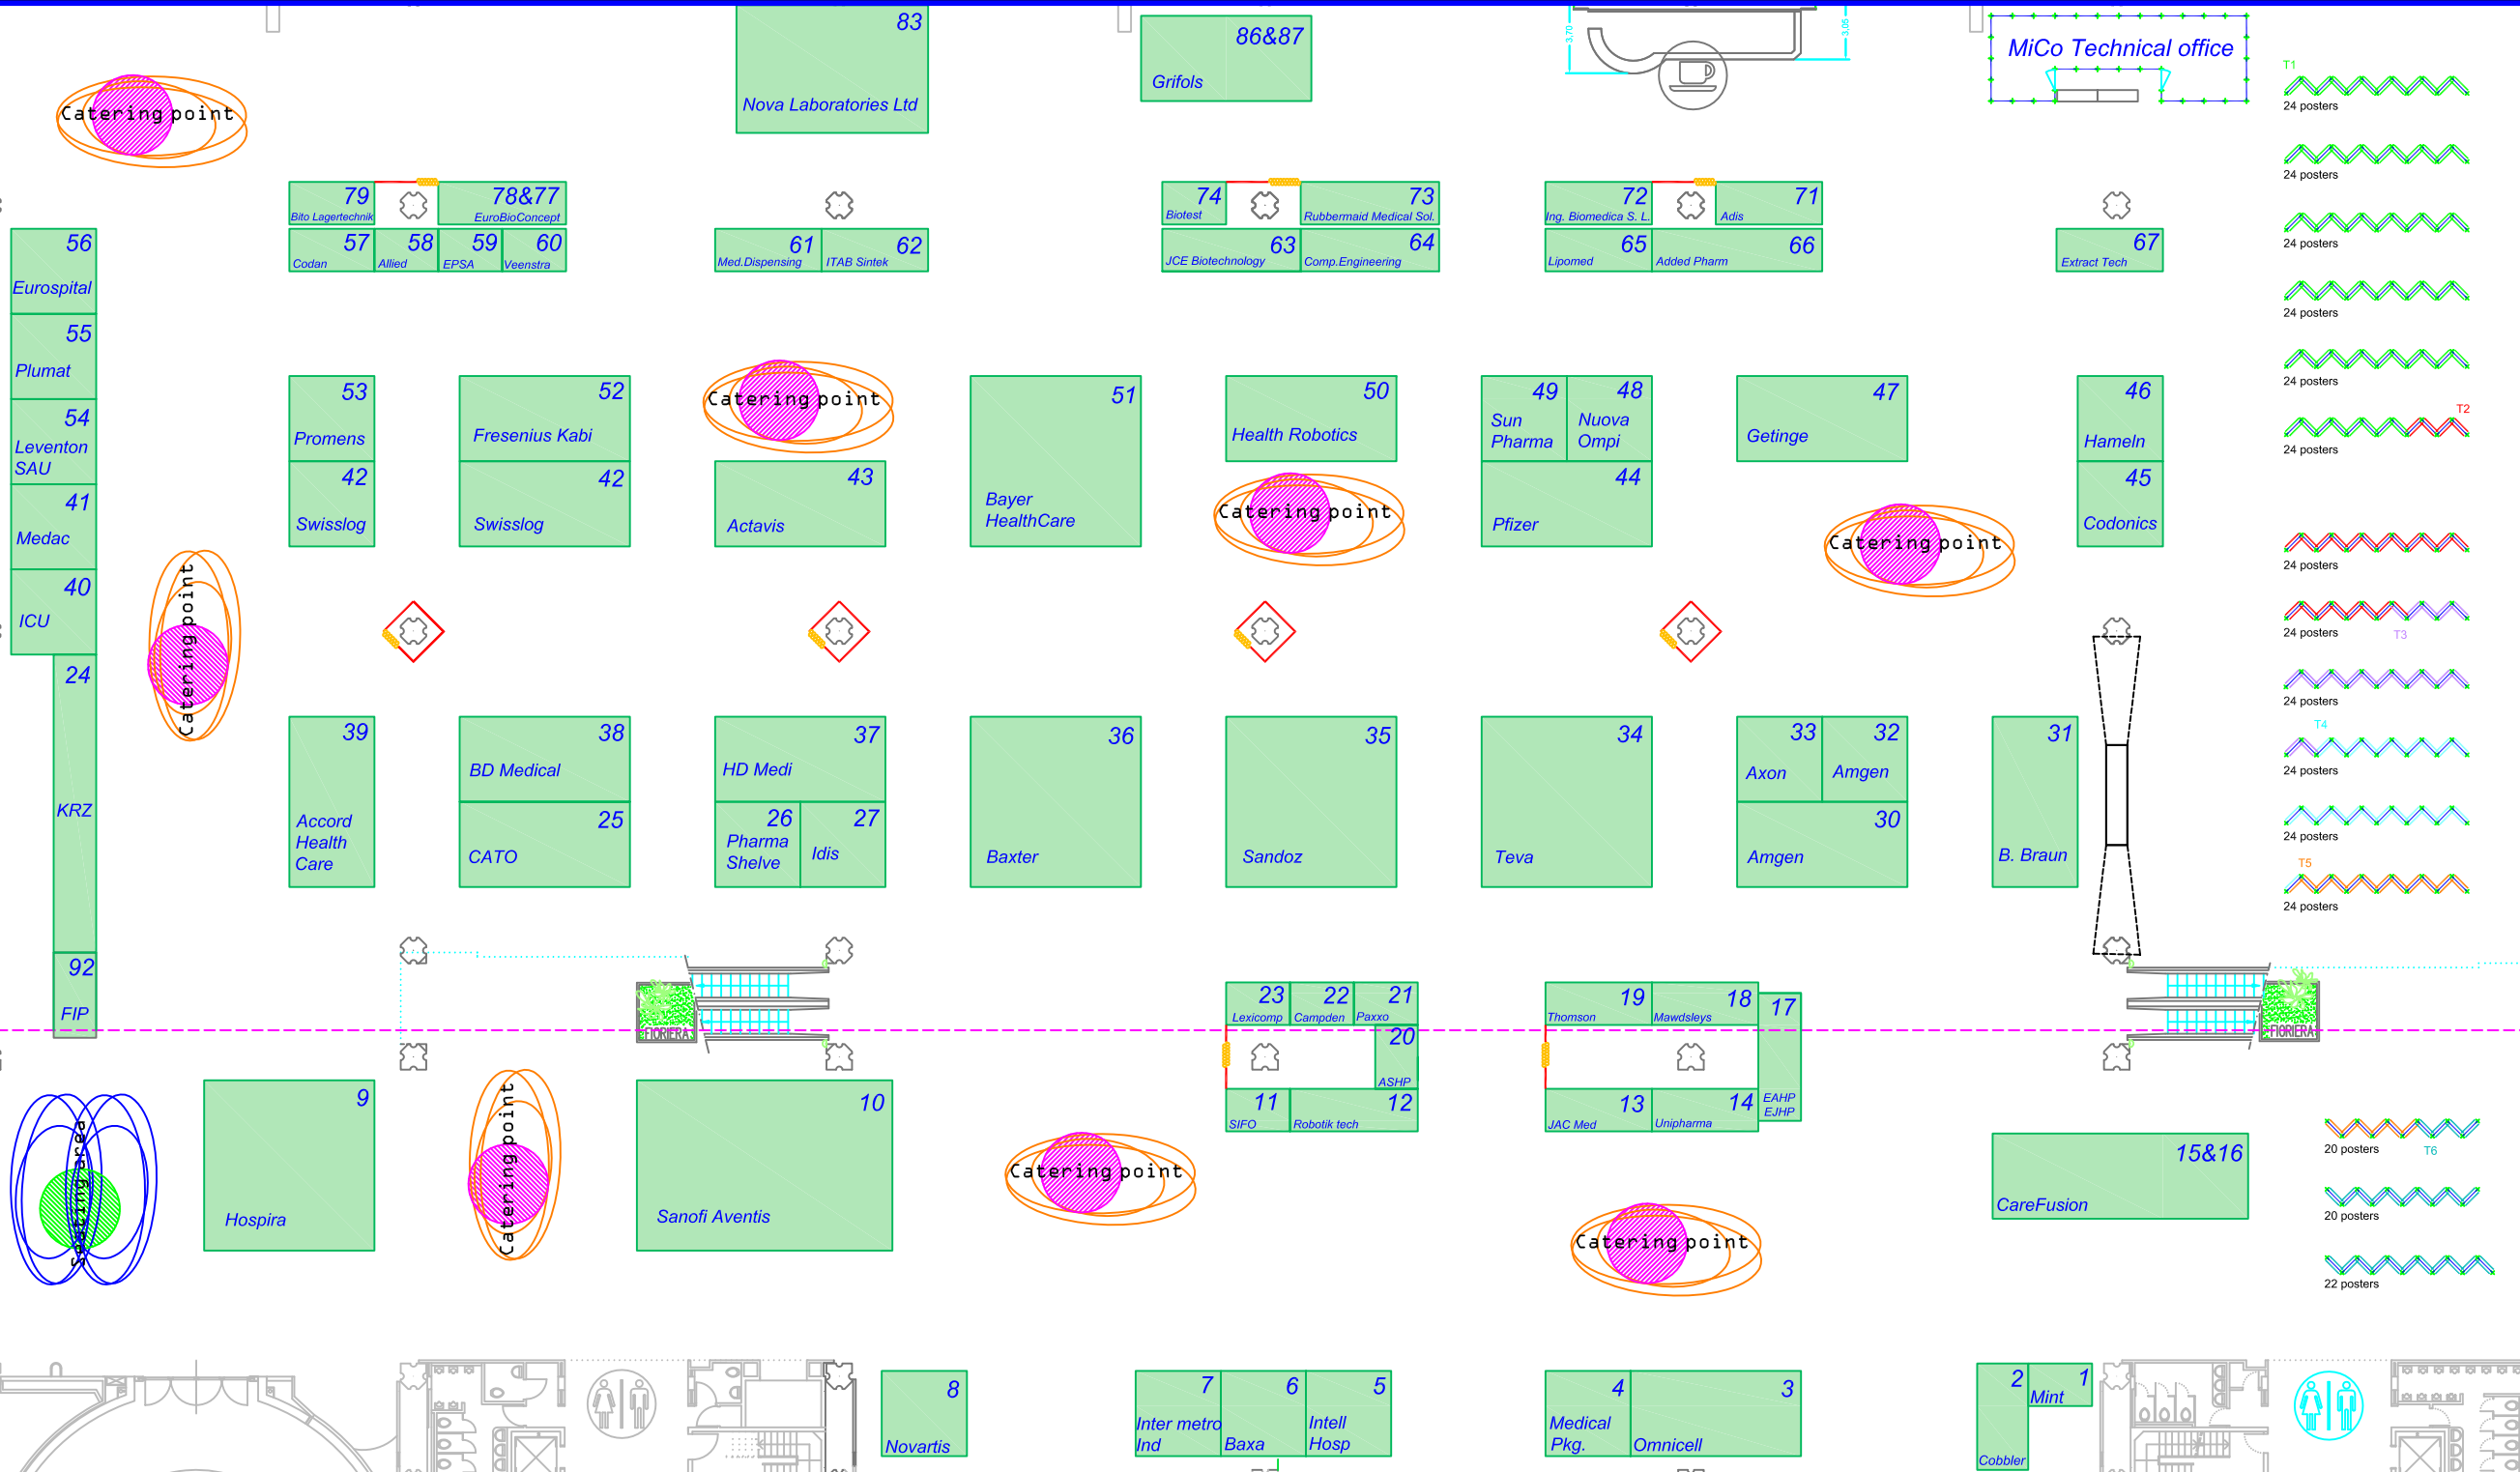 83
Nova Laboratories Ltd
86&87
Grifols
3,70
3,06
MiCo Technical office
T1
24 posters
Catering point
24 posters
79
Bito Lagertechnik
78&77
EuroBioConcept
74
Biotest
73
Rubbermaid Medical Sol.
72
Ing. Biomedica S. L.
71
Adis
24 posters
56
Eurospital
57
Codan
58
Allied
59
EPSA
60
Veenstra
61
Med.Dispensing
62
ITAB Sintek
63
JCE Biotechnology
64
Comp.Engineering
65
Lipomed
66
Added Pharm
67
Extract Tech
24 posters
55
Plumat
24 posters
54
Leventon
SAU
53
Promens
52
Fresenius Kabi
Catering point
51
Bayer
HealthCare
50
Health Robotics
49
Sun
Pharma
48
Nuova
Ompi
47
Getinge
46
Hameln
T2
24 posters
41
Medac
42
Swisslog
42
Swisslog
43
Actavis
Catering point
44
Pfizer
Catering point
45
Codonics
24 posters
40
ICU
Catering point
24 posters
T3
24
KRZ
24 posters
39
Accord
Health
Care
38
BD Medical
37
HD Medi
36
Baxter
35
Sandoz
34
Teva
33
Axon
32
Amgen
31
B. Braun
T4
24 posters
25
CATO
26
Pharma
Shelve
27
Idis
30
Amgen
24 posters
T5
24 posters
92
FIP
FIORIERA
23
Lexicomp
22
Campden
21
Paxxo
19
Thomson
18
Mawdsleys
17
EAHP
EJHP
FIORIERA
20
ASHP
Seating area
9
Hospira
Catering point
10
Sanofi Aventis
Catering point
11
SIFO
12
Robotik tech
13
JAC Med
14
Unipharma
Catering point
15&16
CareFusion
20 posters
T6
20 posters
22 posters
8
Novartis
7
Inter metro
Ind
6
Baxa
5
Intell
Hosp
4
Medical
Pkg.
3
Omnicell
2
Cobbler
1
Mint